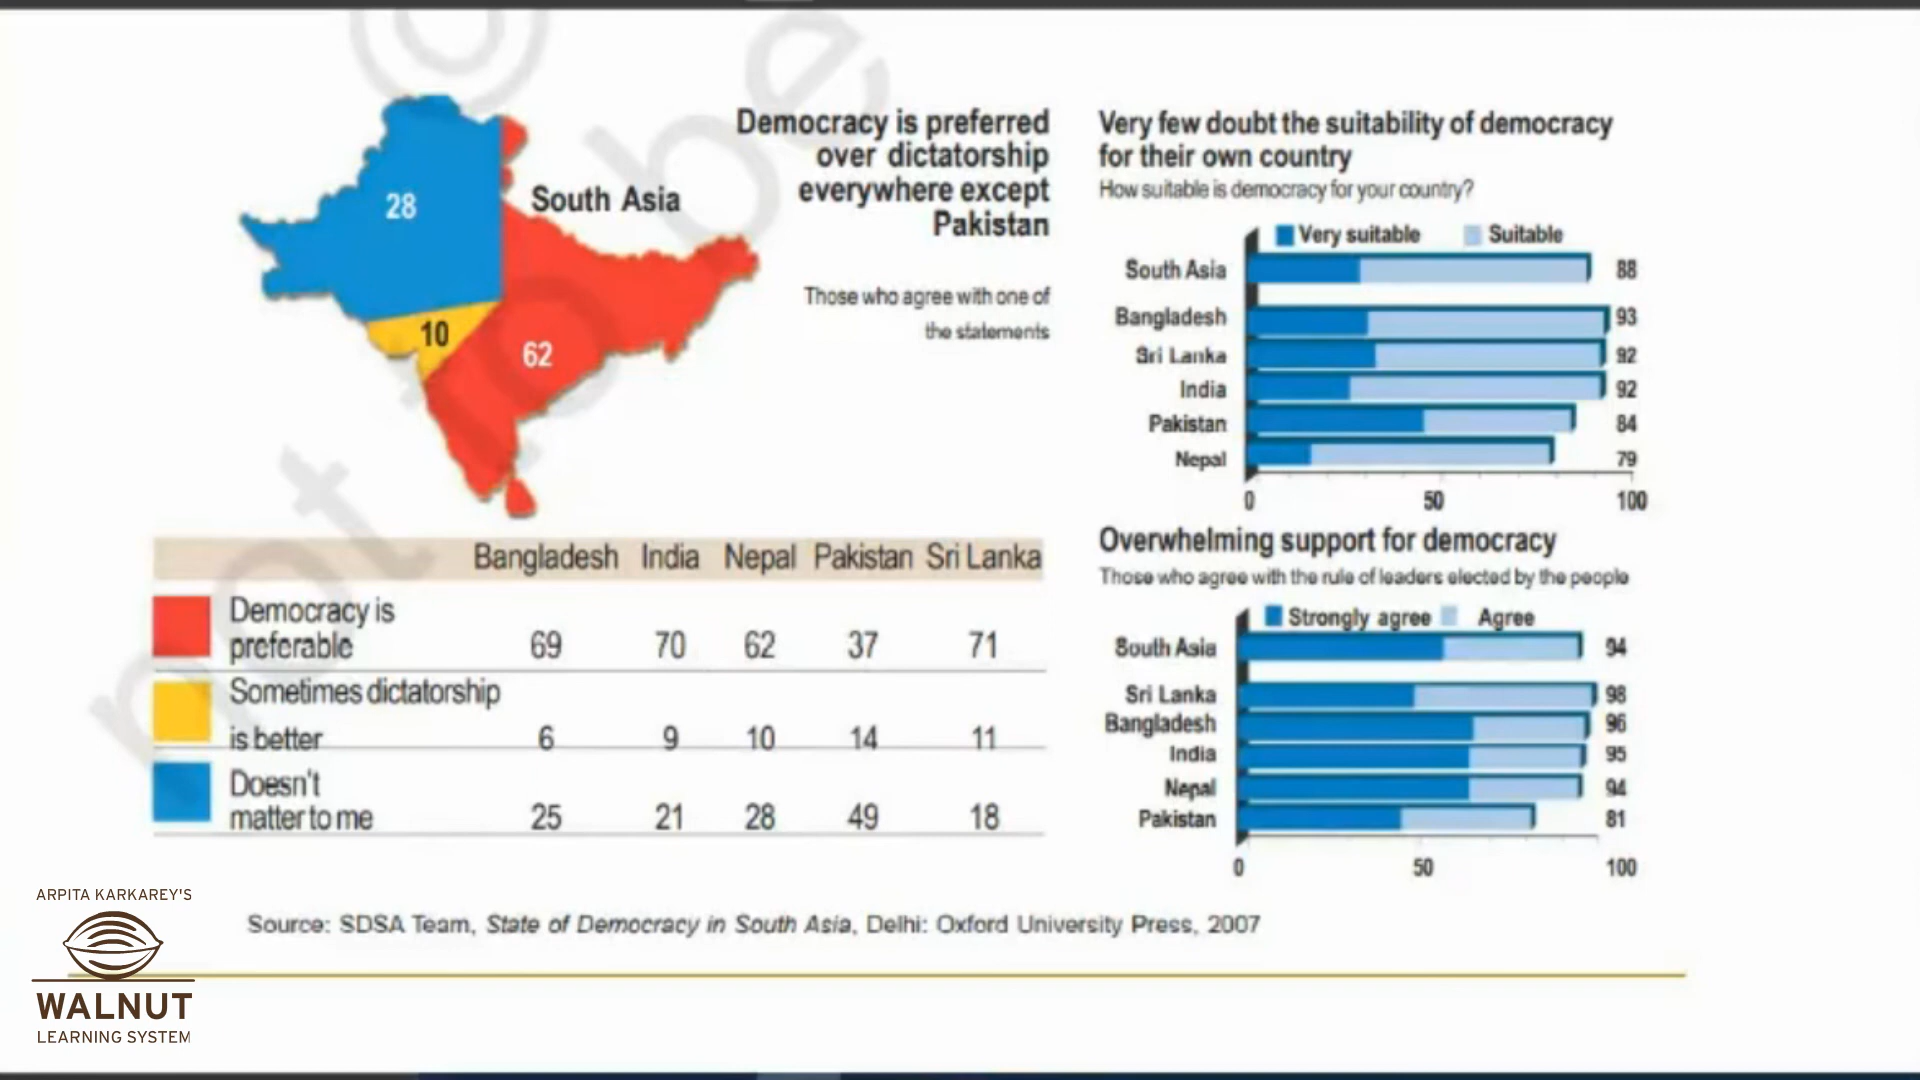 Democracy is preferred
over dictatorship
everywhere except
Pakistan
Those who agree with one of
the statements
South Asia
28
10
62
Bangladesh India Nepal Pakistan Sri Lanka
Democracy is
preferable 69 70 62 37 71
Sometimes dictatorship
is better 6 9 10 14 11
Doesn't
matter to me 25 21 28 49 18
Very few doubt the suitability of democracy
for their own country
How suitable is democracy for your country?
Very suitable Suitable
South Asia 88
Bangladesh 93
Sri Lanka 92
India 92
Pakistan 84
Nepal 79
0 50 100
Overwhelming support for democracy
Those who agree with the rule of leaders elected by the people
Strongly agree Agree
South Asia 94
Sri Lanka 98
Bangladesh 96
India 95
Nepal 94
Pakistan 81
0 50 100
Source: SDSA Team, State of Democracy in South Asia, Delhi: Oxford University Press, 2007
ARPITA KARKAREY'S
WALNUT
LEARNING SYSTEM
©
not to be